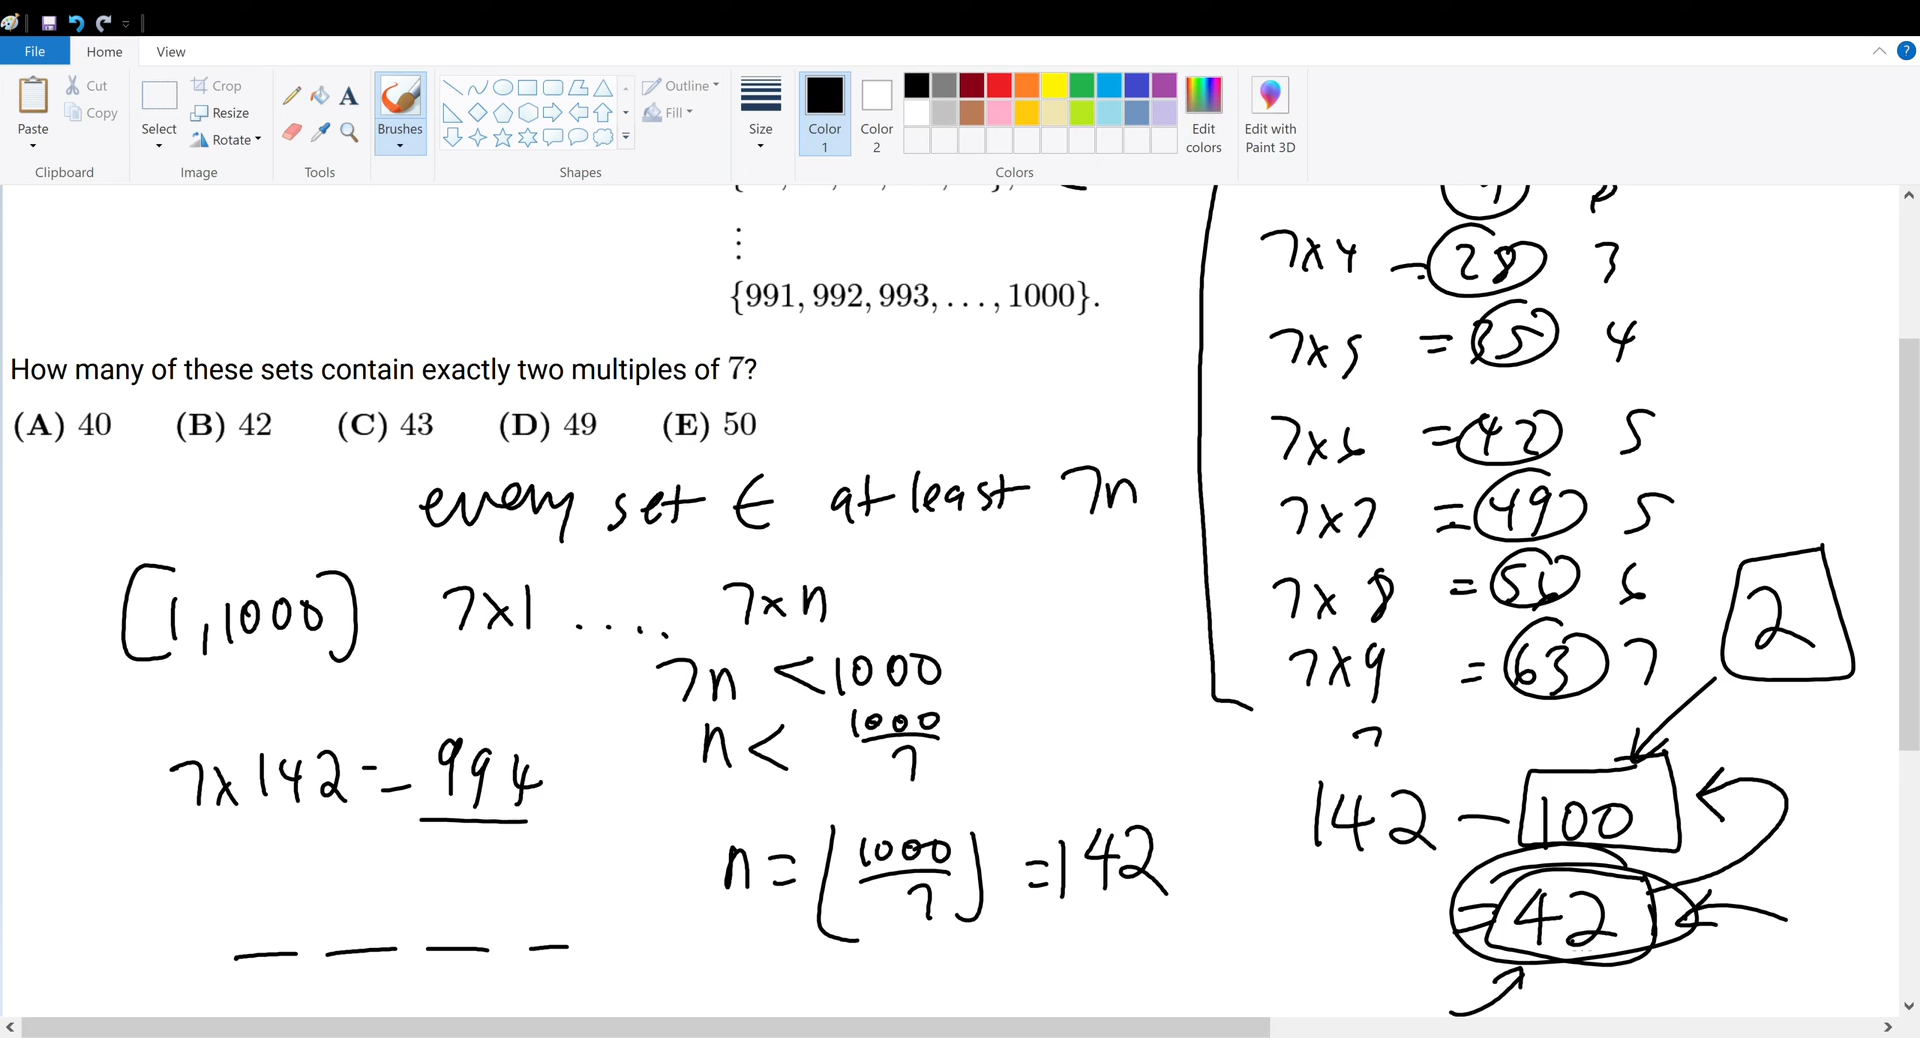 File Home View
Paste Cut Copy Clipboard
Select Crop Resize Rotate Image
Tools
Brushes
Outline Fill Shapes
Size
Color 1 Color 2 Edit colors Colors
Edit with Paint 3D
⋮
{991, 992, 993, . . . , 1000}.
How many of these sets contain exactly two multiples of 7?
(A) 40 (B) 42 (C) 43 (D) 49 (E) 50
every set ∈ at least 7n
[1, 1000] 7x1 .... 7xn
7n < 1000
n < 1000/7
7x142 = 994
n = ⌊1000/7⌋ = 142
7x4 = 28 3
7x5 = 35 4
7x6 = 42 5
7x7 = 49 5
7x8 = 56 6
7x9 = 63 7
2
142 - 100
= 42